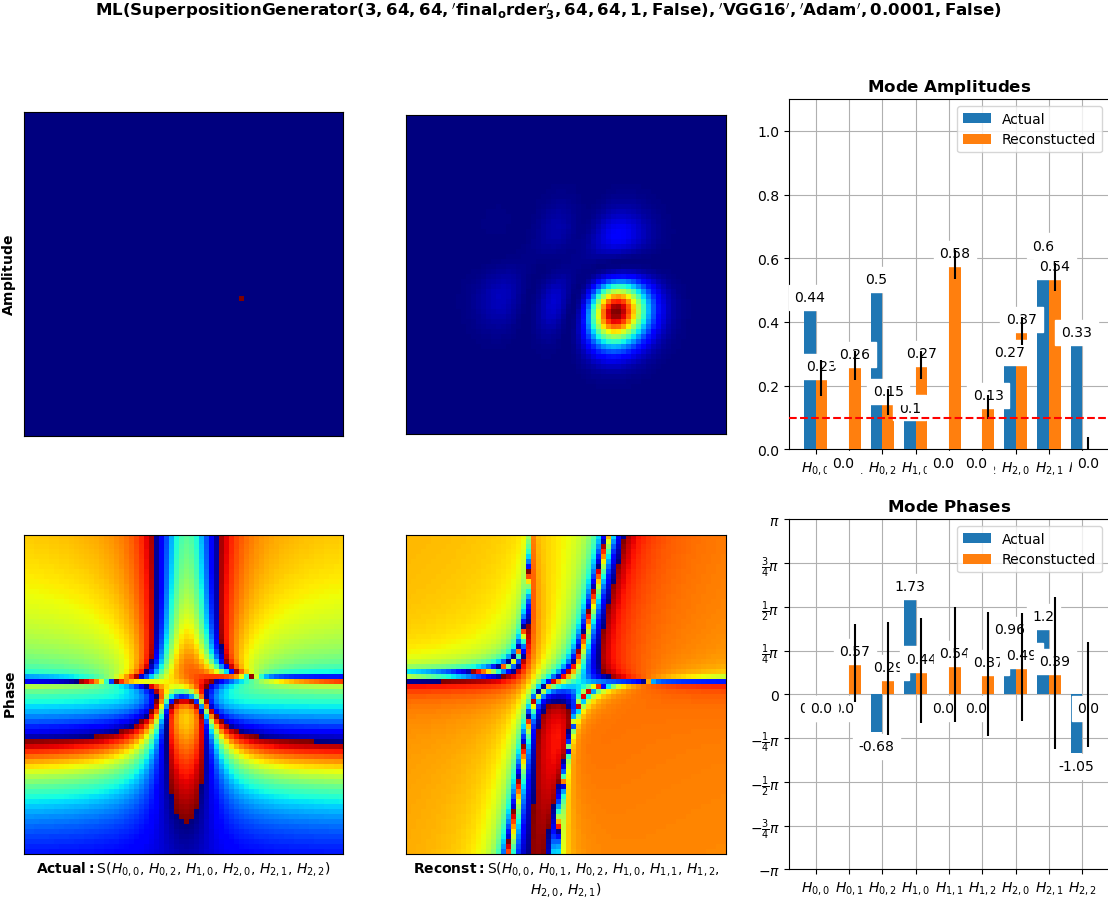 ML(SuperpositionGenerator(3, 64, 64, ′final_order′_3, 64, 64, 1, False), ′VGG16′, ′Adam′, 0.0001, False)
Amplitude
Mode Amplitudes
Actual
Reconstucted
1.0
0.8
0.6
0.4
0.2
0.0
0.44
0.23
0.26
0.5
0.15
0.1
0.27
0.58
0.13
0.27
0.37
0.6
0.54
0.33
0.0
0.0
0.0
0.0
H0,2
H1,0
H2,0
H2,1
Phase
Mode Phases
Actual
Reconstucted
π
3/4π
1/2π
1/4π
0
−1/4π
−1/2π
−3/4π
−π
0.0
0.57
-0.68
0.29
1.73
0.44
0.0
0.54
0.0
0.37
0.96
0.49
1.2
0.39
-1.05
0.0
H0,0 H0,1 H0,2 H1,0 H1,1 H1,2 H2,0 H2,1 H2,2
Actual: S(H0,0, H0,2, H1,0, H2,0, H2,1, H2,2)
Reconst: S(H0,0, H0,1, H0,2, H1,0, H1,1, H1,2,
H2,0, H2,1)